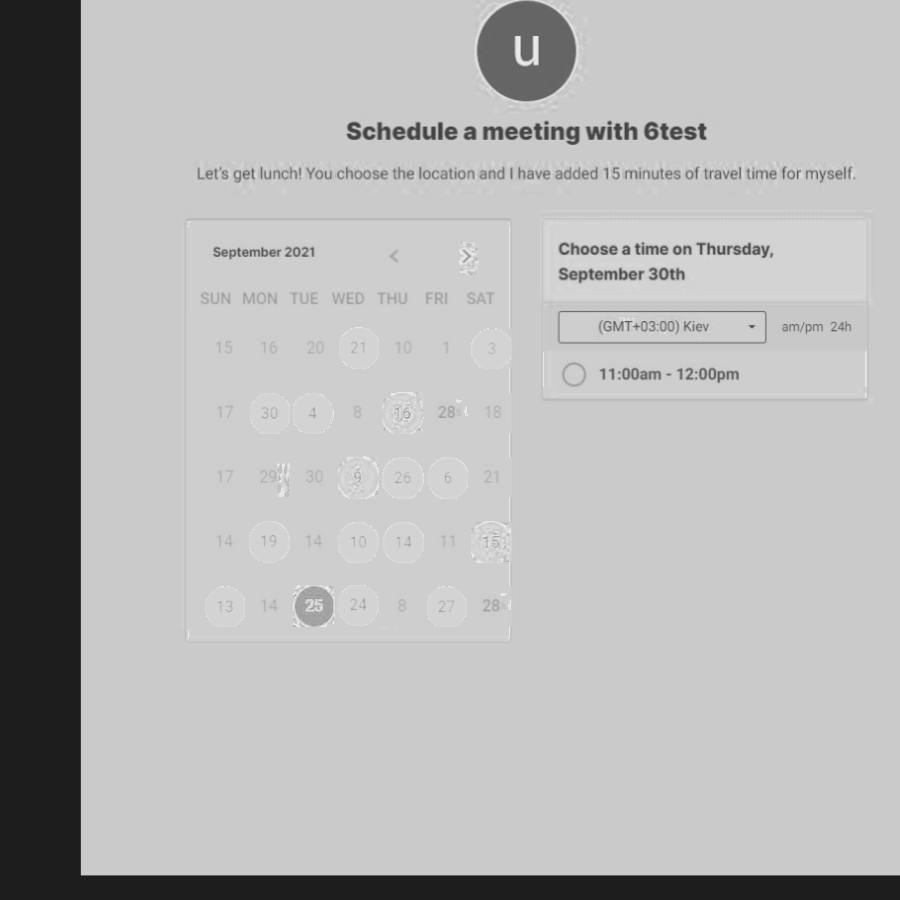 u
Schedule a meeting with 6test
Let's get lunch! You choose the location and I have added 15 minutes of travel time for myself.
September 2021
SUN MON TUE WED THU FRI SAT
15 16 20 21 10 1 3
17 30 4 8 16 28 18
17 29 30 9 26 6 21
14 19 14 10 14 11 15
13 14 25 24 8 27 28
Choose a time on Thursday,
September 30th
(GMT+03:00) Kiev am/pm 24h
11:00am - 12:00pm